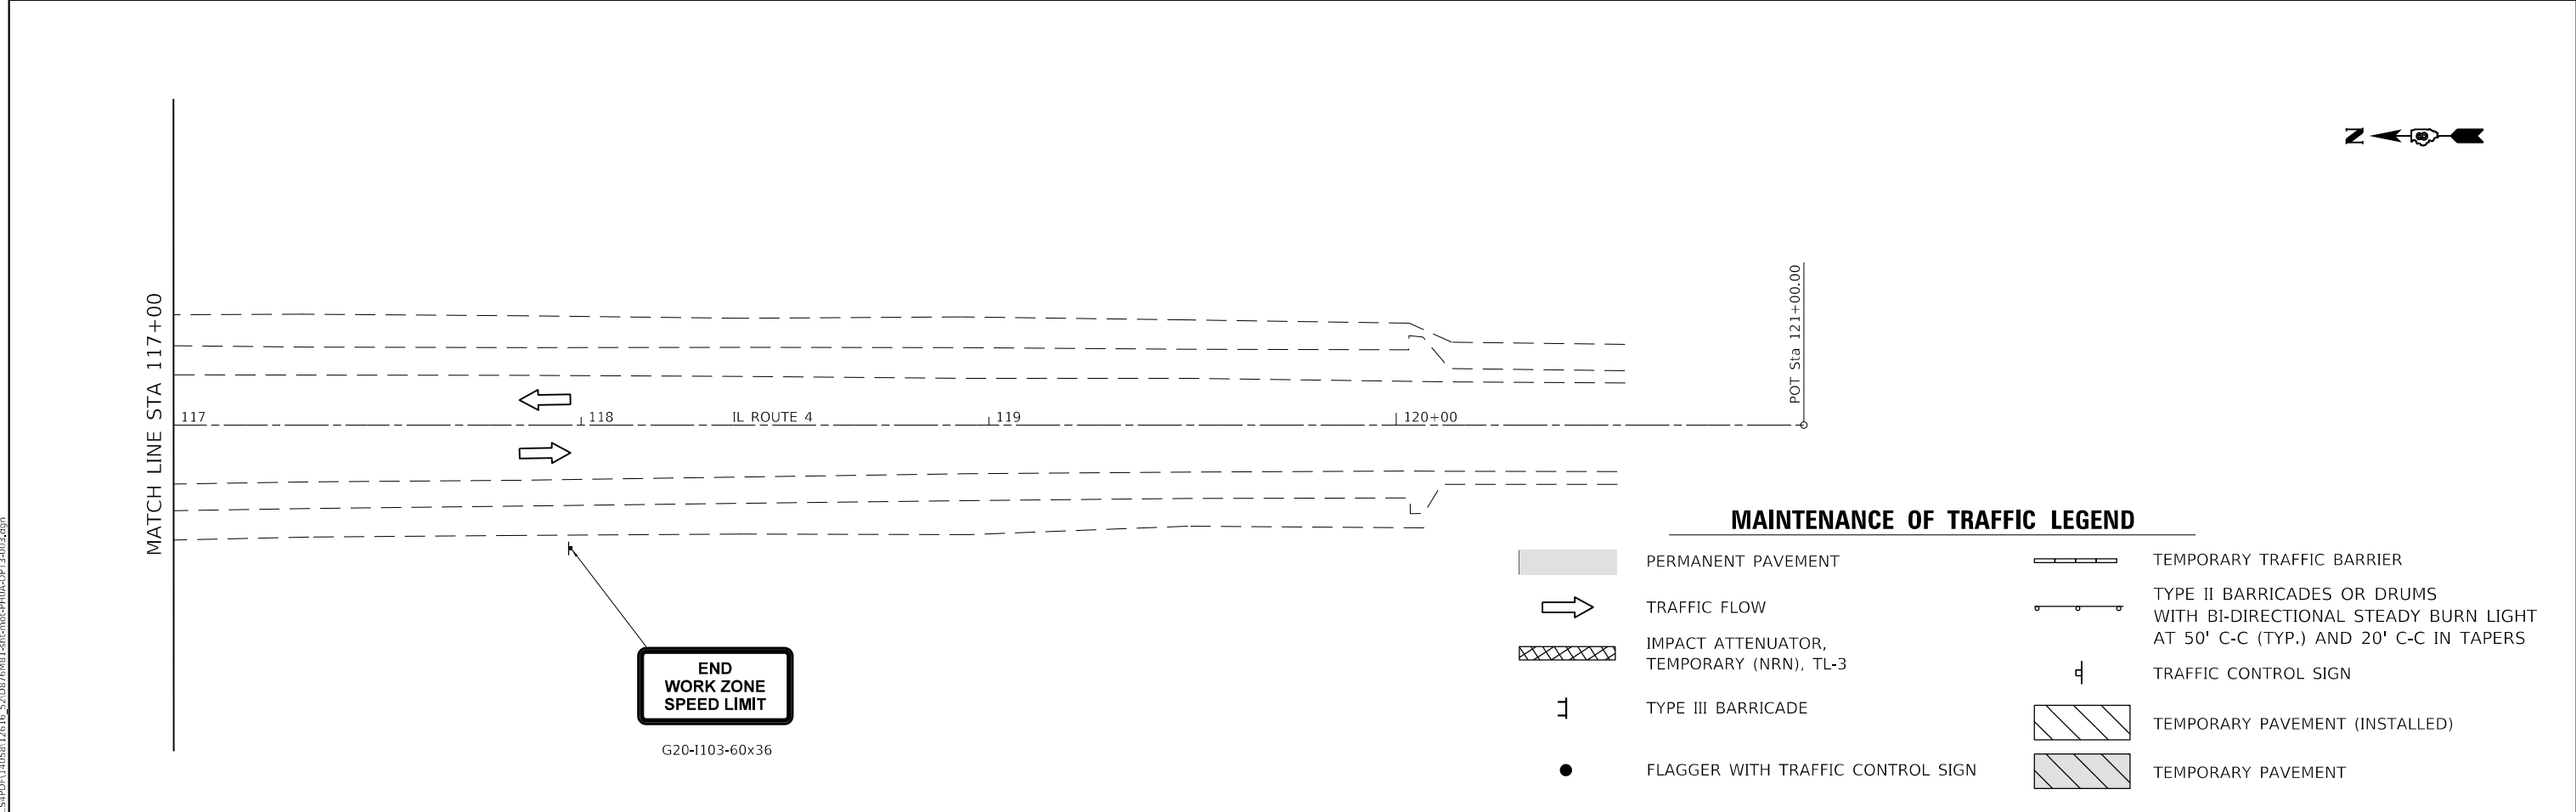 N
MATCH LINE STA 117+00
POT Sta 121+00.00
117
118
IL ROUTE 4
119
120+00
END
WORK ZONE
SPEED LIMIT
G20-I103-60x36
MAINTENANCE OF TRAFFIC LEGEND
PERMANENT PAVEMENT
TRAFFIC FLOW
IMPACT ATTENUATOR,
TEMPORARY (NRN), TL-3
TYPE III BARRICADE
FLAGGER WITH TRAFFIC CONTROL SIGN
TEMPORARY TRAFFIC BARRIER
TYPE II BARRICADES OR DRUMS
WITH BI-DIRECTIONAL STEADY BURN LIGHT
AT 50' C-C (TYP.) AND 20' C-C IN TAPERS
TRAFFIC CONTROL SIGN
TEMPORARY PAVEMENT (INSTALLED)
TEMPORARY PAVEMENT